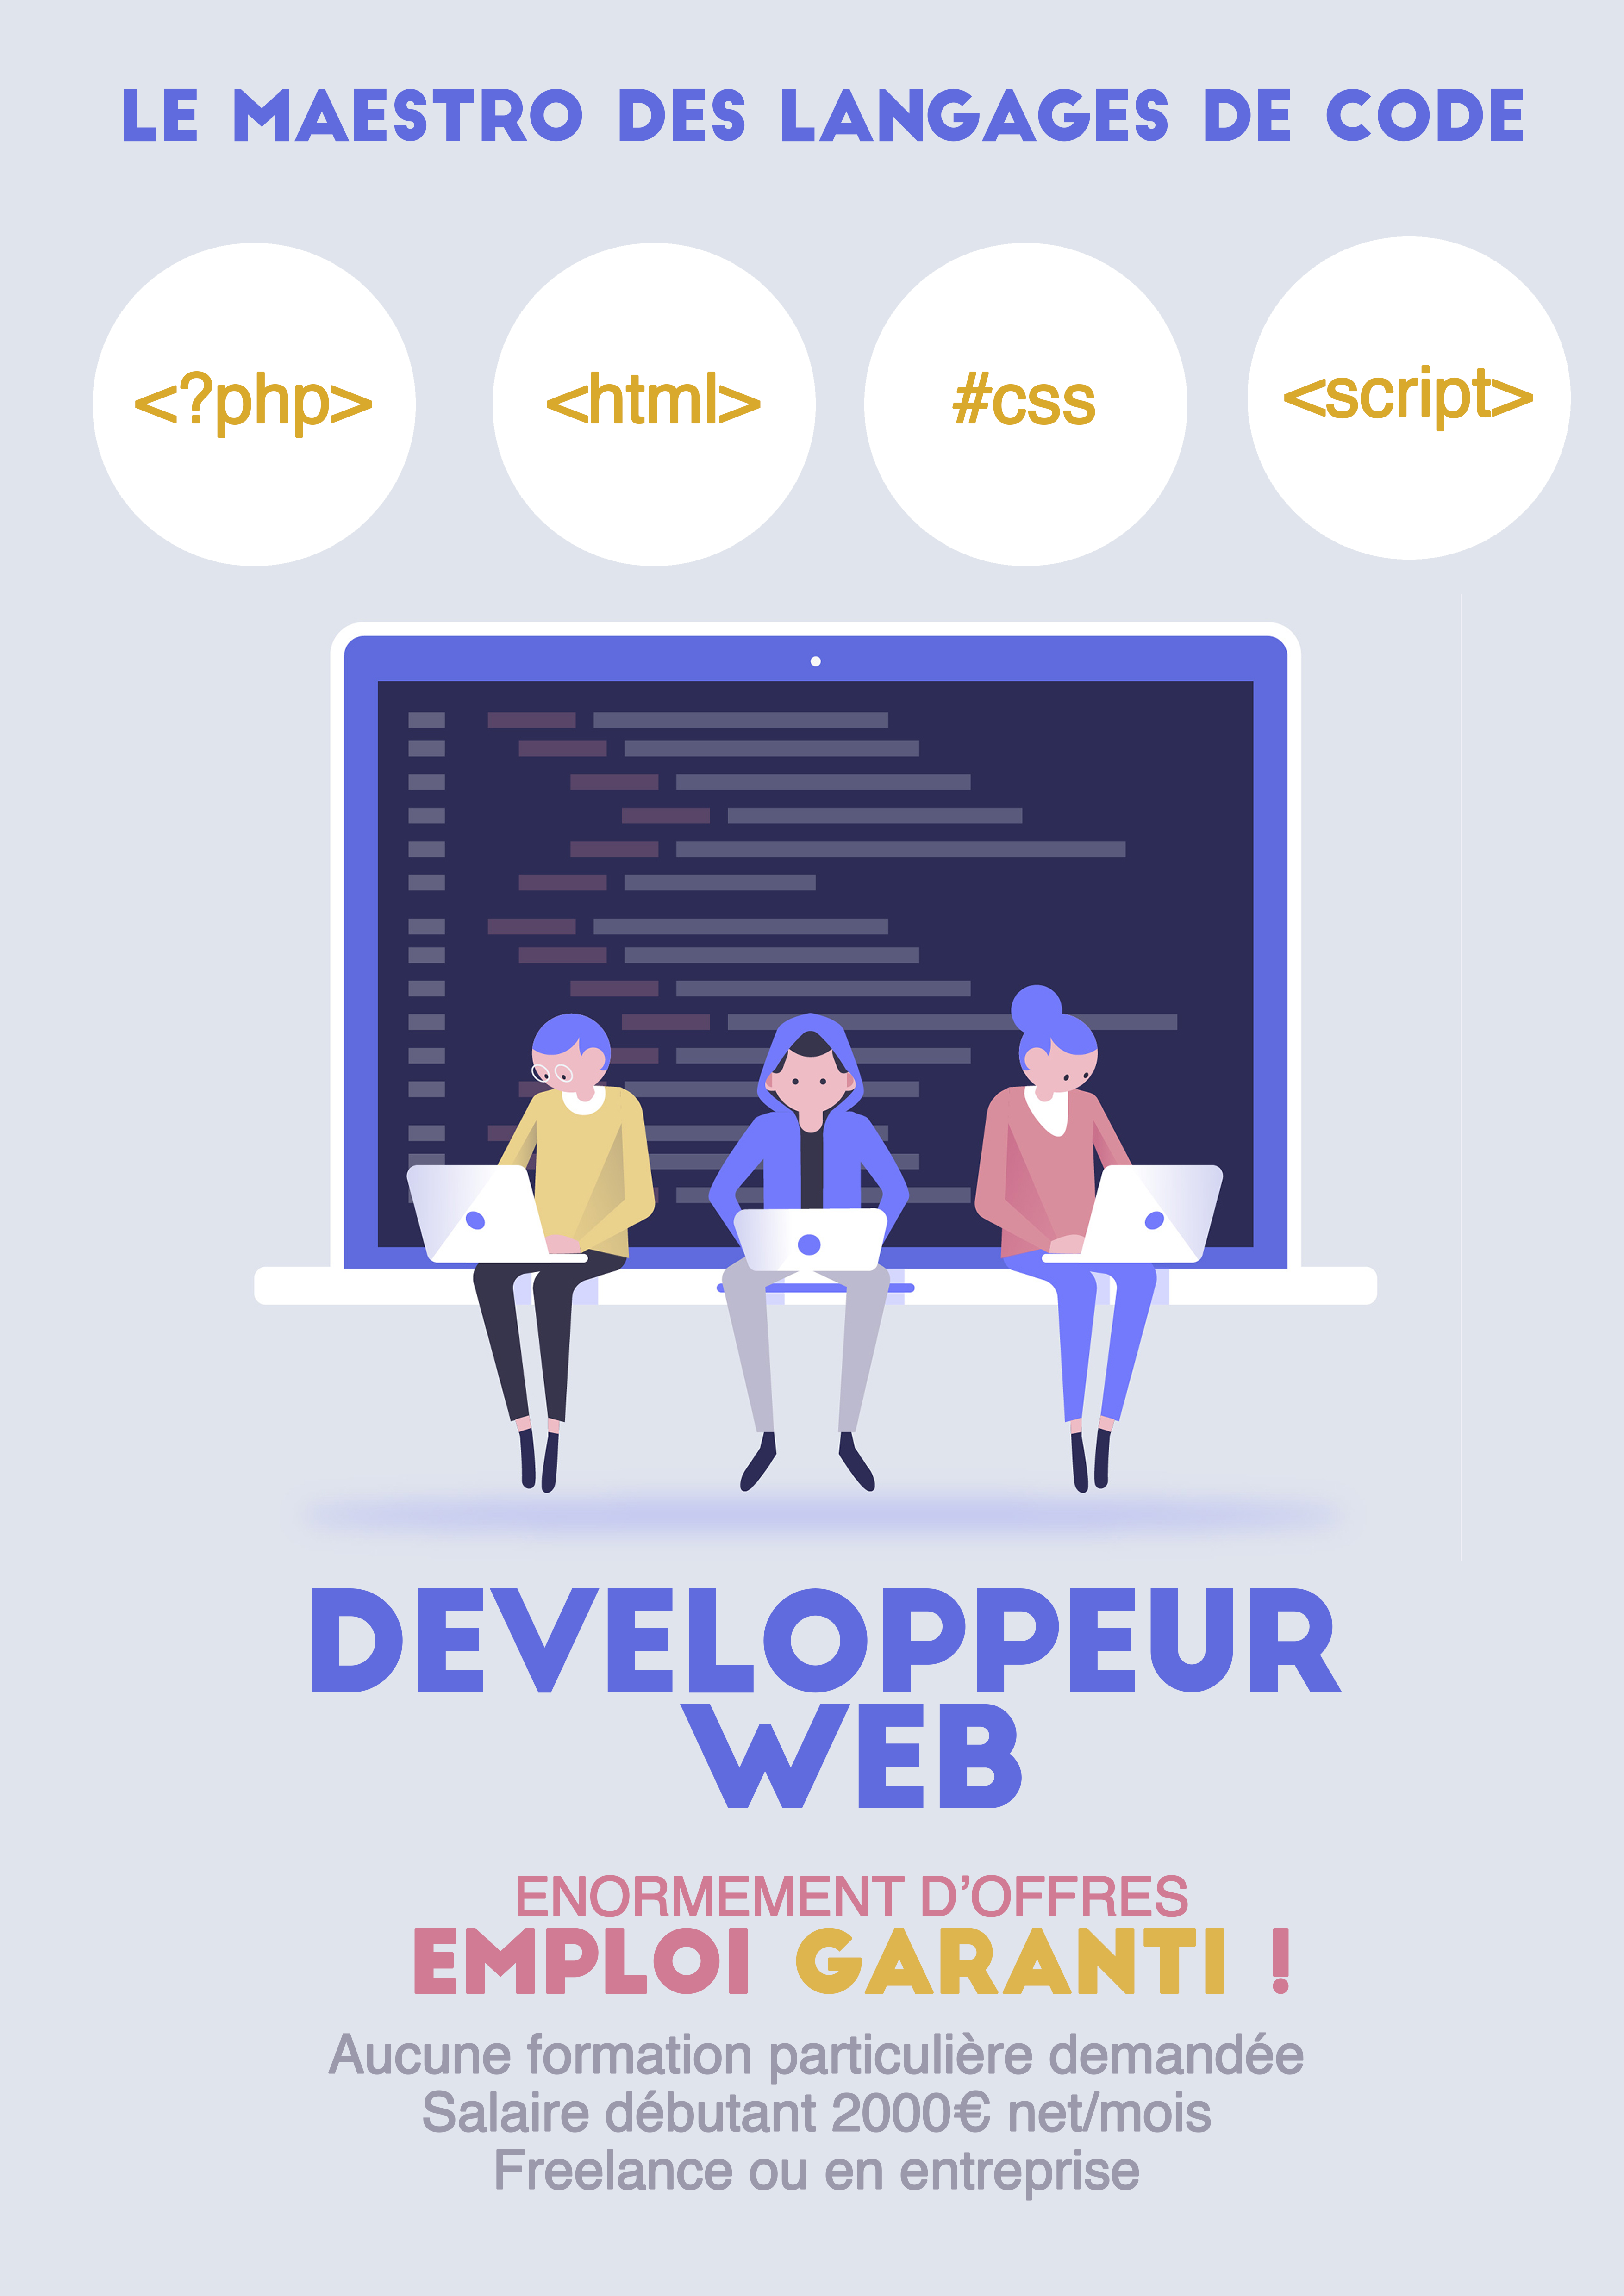 LE MAESTRO DES LANGAGES DE CODE
<?php>
<html>
#css
<script>
DEVELOPPEUR
WEB
ENORMEMENT D’OFFRES
EMPLOI GARANTI !
Aucune formation particulière demandée
Salaire débutant 2000€ net/mois
Freelance ou en entreprise